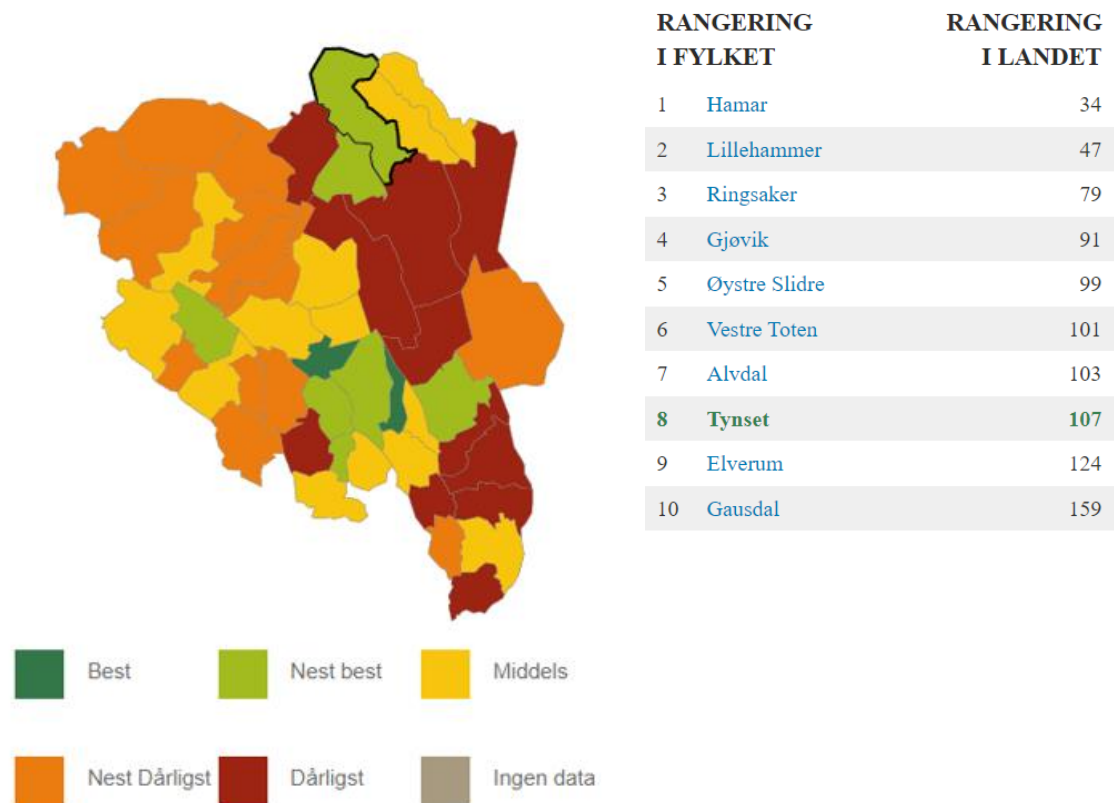 RANGERING I FYLKET
RANGERING I LANDET
1 Hamar 34
2 Lillehammer 47
3 Ringsaker 79
4 Gjøvik 91
5 Øystre Slidre 99
6 Vestre Toten 101
7 Alvdal 103
8 Tynset 107
9 Elverum 124
10 Gausdal 159
Best
Nest best
Middels
Nest Dårligst
Dårligst
Ingen data